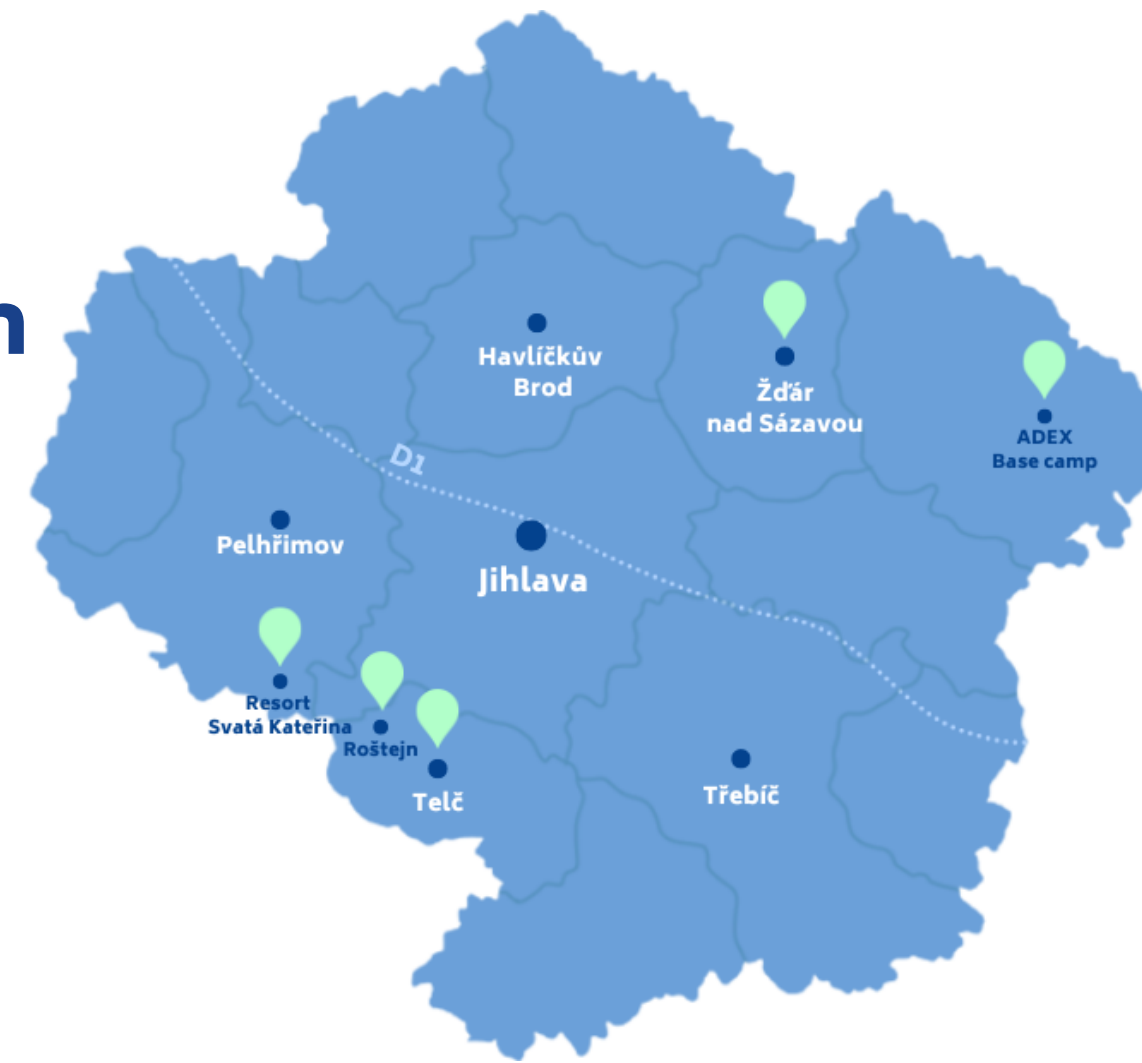 n
Havlíčkův
Brod
Žďár
nad Sázavou
ADEX
Base camp
D1
Pelhřimov
Jihlava
Resort
Svatá Kateřina
Roštejn
Telč
Třebíč